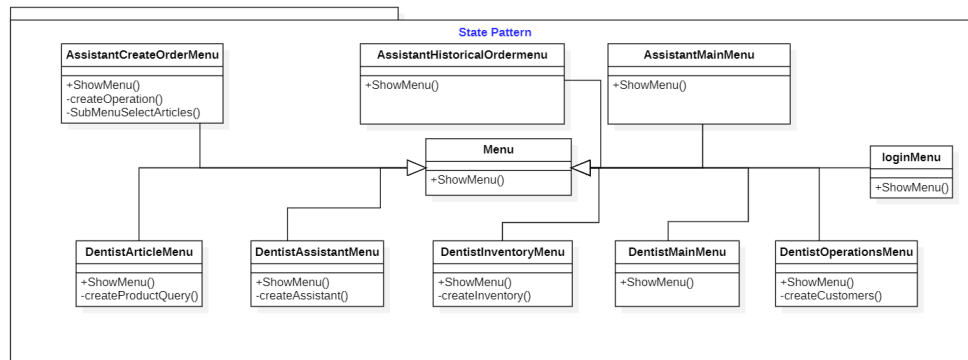 State Pattern
AssistantCreateOrderMenu
+ShowMenu()
-createOperation()
-SubMenuSelectArticles()
AssistantHistoricalOrdermenu
+ShowMenu()
AssistantMainMenu
+ShowMenu()
Menu
+ShowMenu()
loginMenu
+ShowMenu()
DentistArticleMenu
+ShowMenu()
-createProductQuery()
DentistAssistantMenu
+ShowMenu()
-createAssistant()
DentistInventoryMenu
+ShowMenu()
-createInventory()
DentistMainMenu
+ShowMenu()
DentistOperationsMenu
+ShowMenu()
-createCustomers()